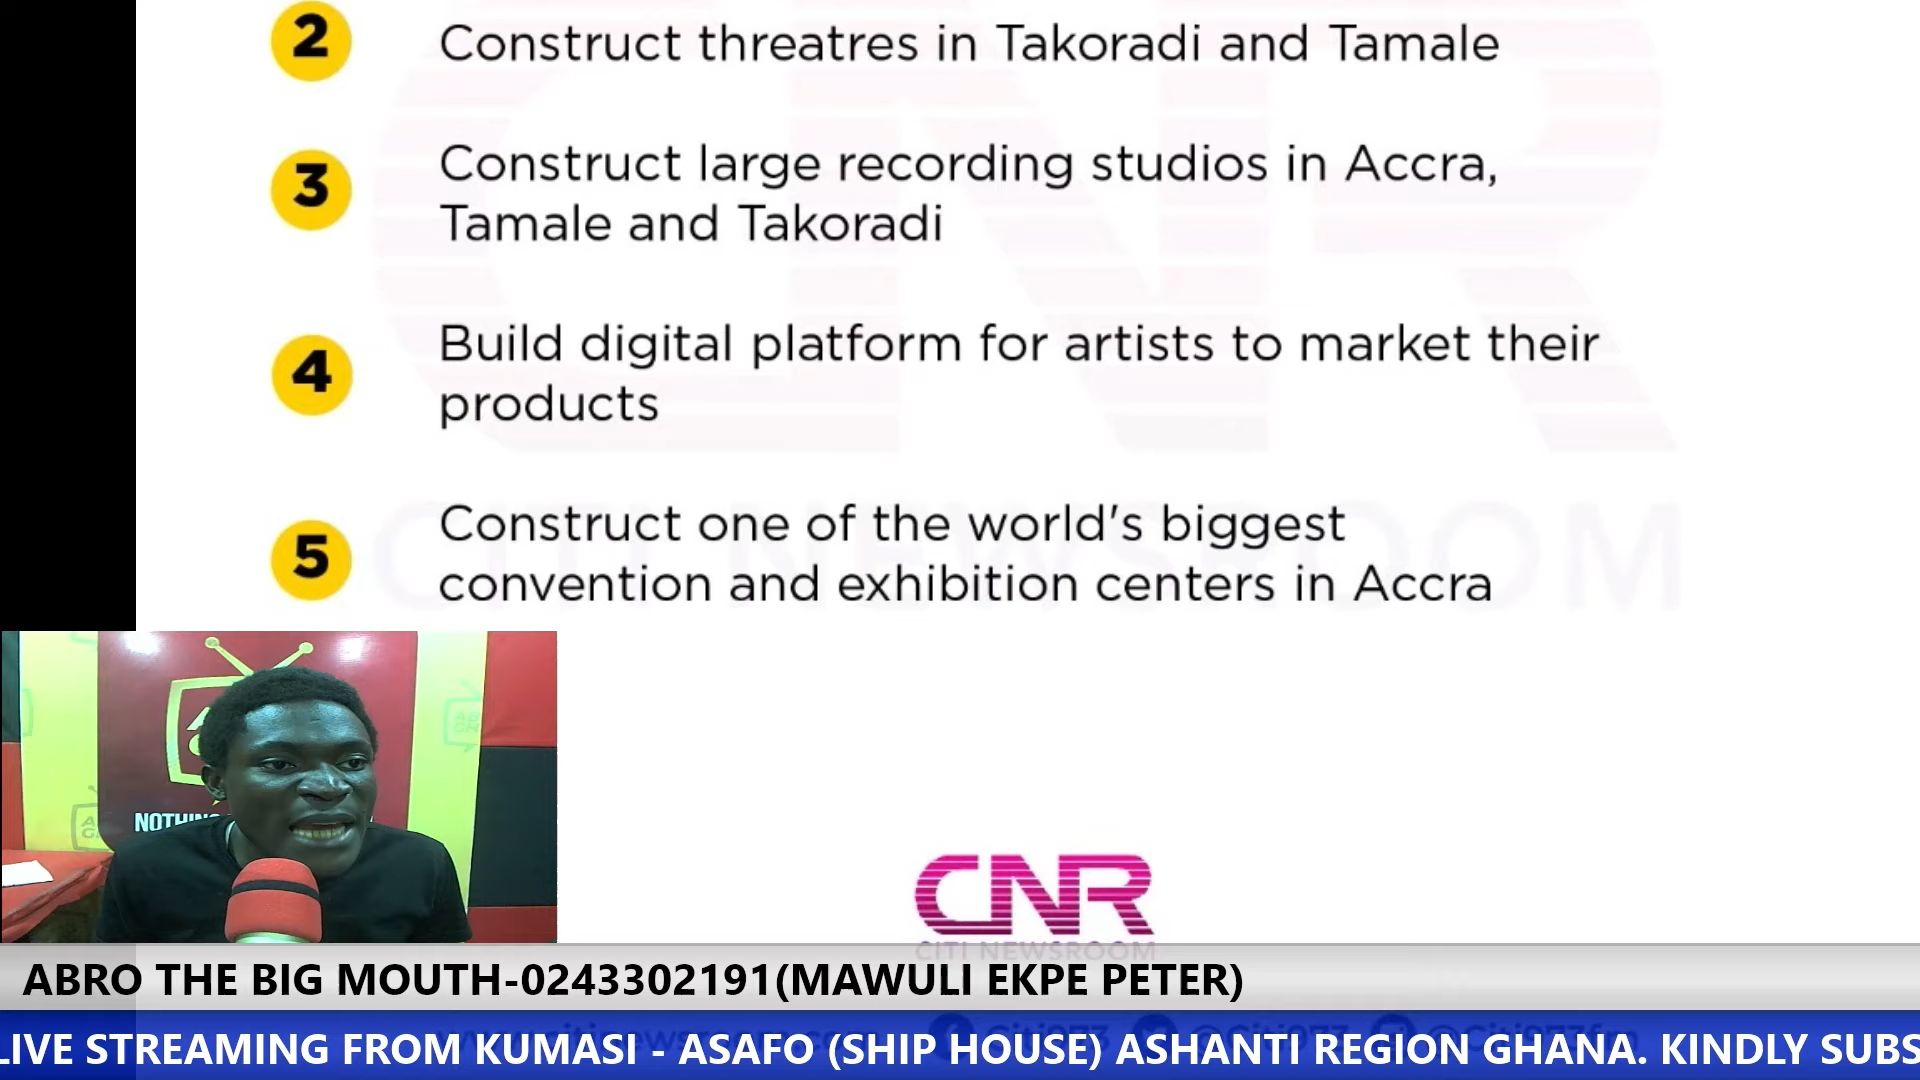 2
Construct threatres in Takoradi and Tamale
3
Construct large recording studios in Accra,
Tamale and Takoradi
4
Build digital platform for artists to market their
products
5
Construct one of the world's biggest
convention and exhibition centers in Accra
CITI NEWSROOM
CNR
CITI NEWSROOM
ABRO THE BIG MOUTH-0243302191(MAWULI EKPE PETER)
LIVE STREAMING FROM KUMASI - ASAFO (SHIP HOUSE) ASHANTI REGION GHANA. KINDLY SUBS